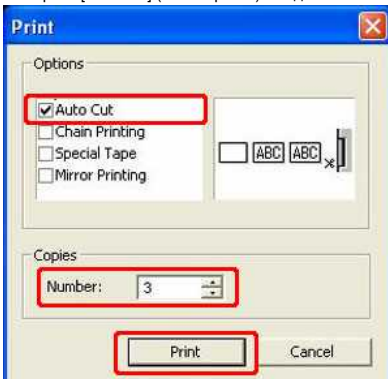 Print
Options
Auto Cut
Chain Printing
Special Tape
Mirror Printing
ABC ABC
Copies
Number: 3
Print Cancel